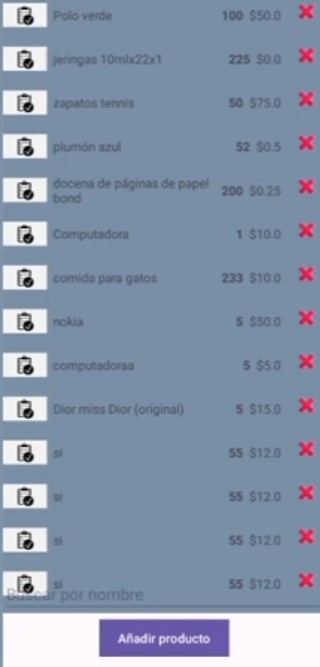 Polo verde 100 $50.0
jeringas 10mlx22x1 225 $0.0
zapatos tennis 50 $75.0
plumón azul 52 $0.5
docena de páginas de papel
bond 200 $0.25
Computadora 1 $10.0
comida para gatos 233 $10.0
nokia 5 $50.0
computadoraa 5 $5.0
Dior miss Dior (original) 5 $15.0
si 55 $12.0
si 55 $12.0
si 55 $12.0
si 55 $12.0
Buscar por nombre
Añadir producto